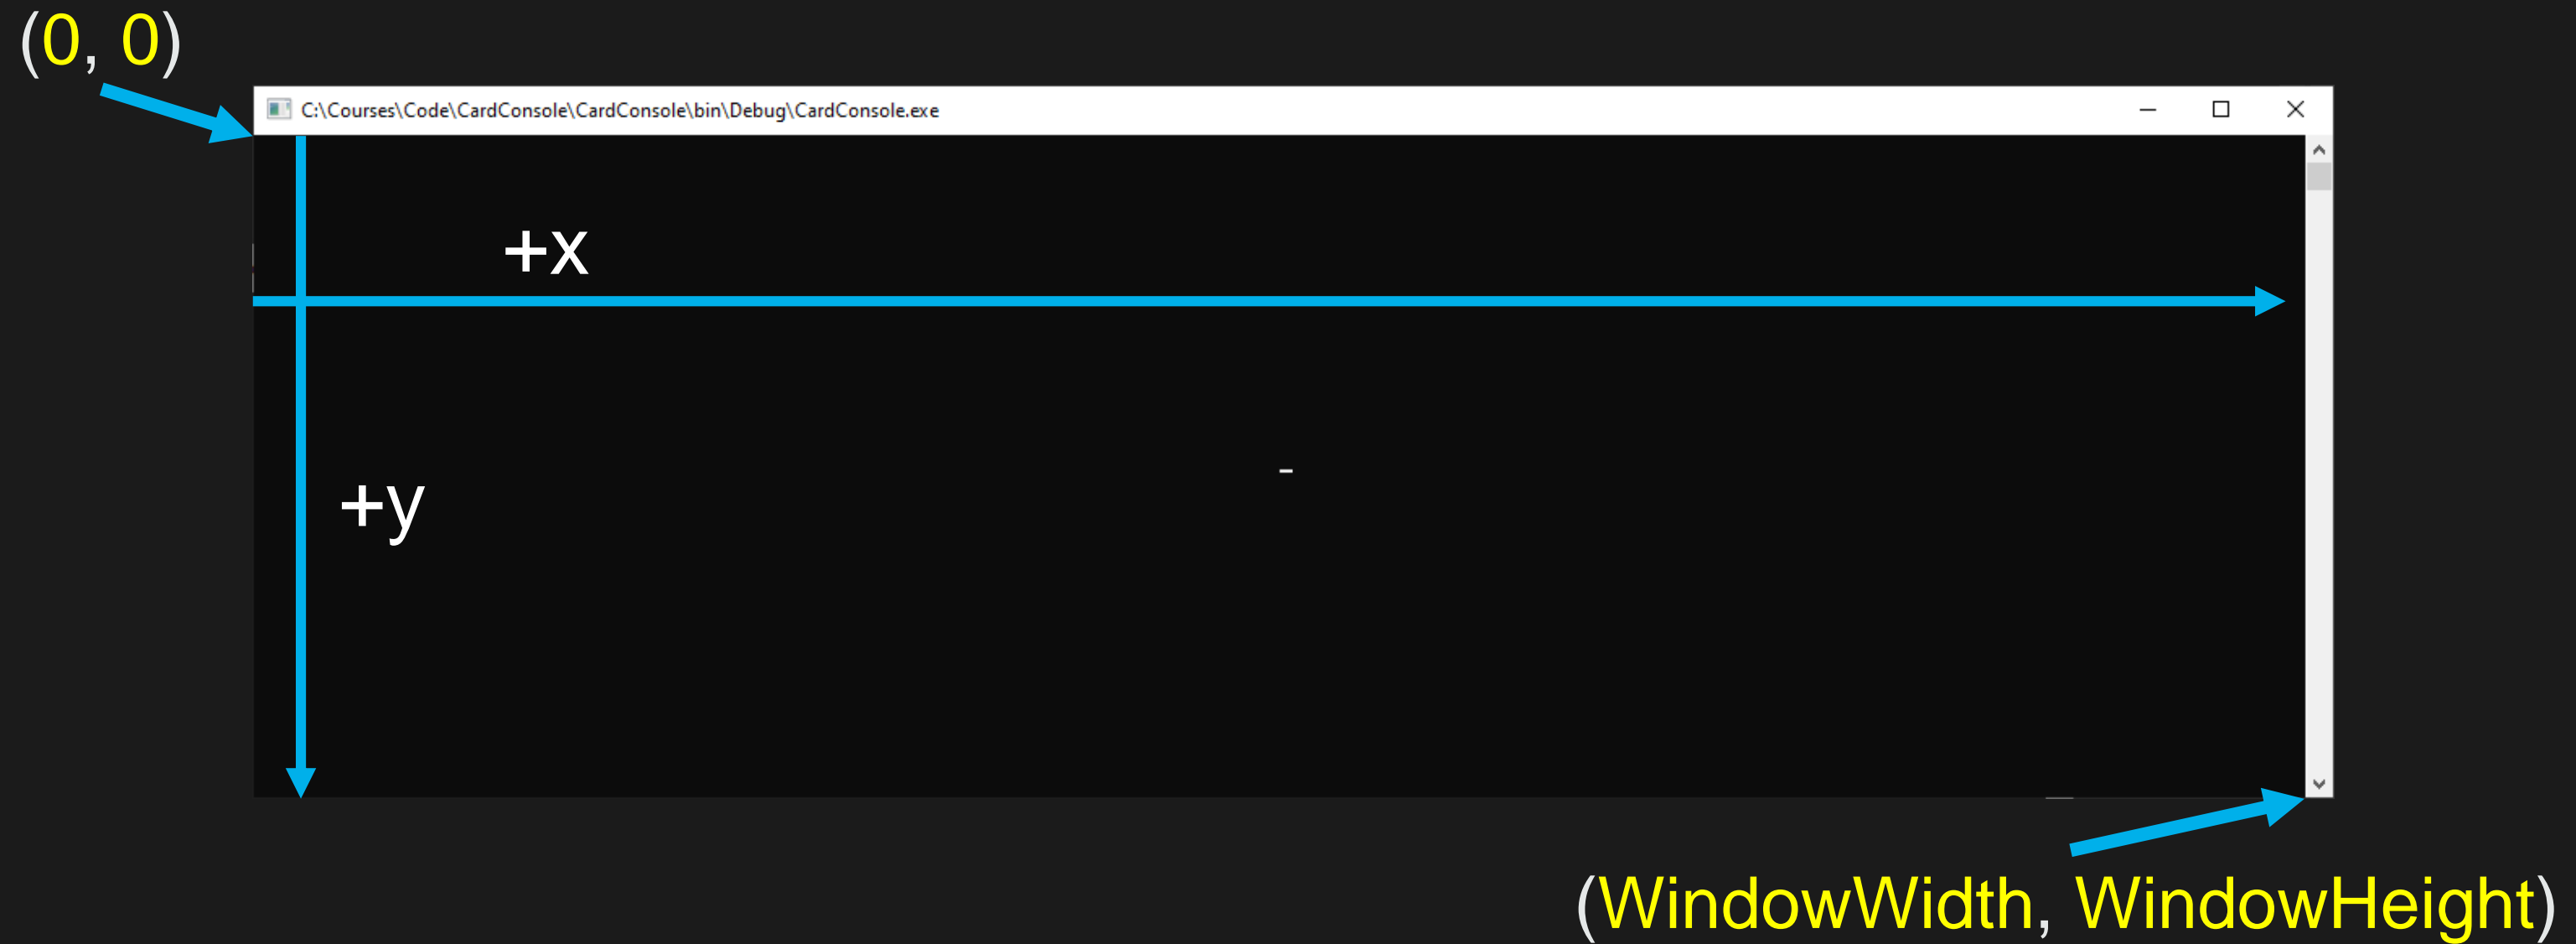 (0, 0)
C:\Courses\Code\CardConsole\CardConsole\bin\Debug\CardConsole.exe
+x
+y
(WindowWidth, WindowHeight)